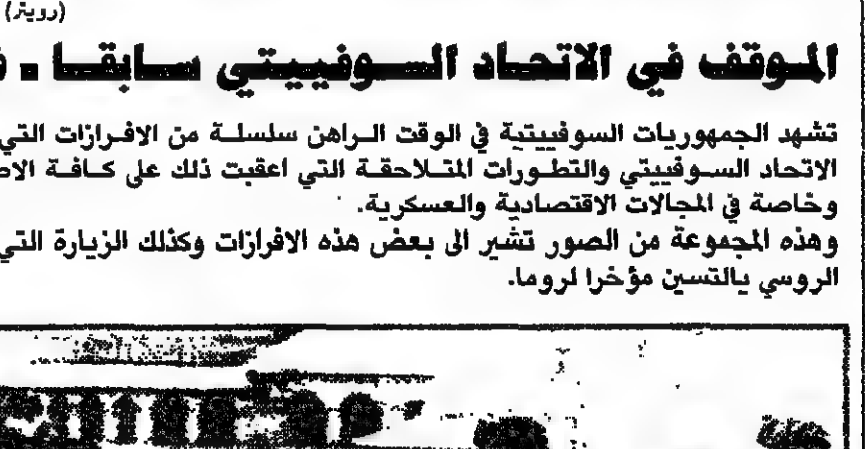 (رويتر)
الموقف في الاتحاد السوفييتي سابقا -
تشهد الجمهوريات السوفييتية في الوقت الراهن سلسلة من الافرازات التي
الاتحاد السوفييتي والتطورات المتلاحقة التي اعقبت ذلك على كافة
وخاصة في المجالات الاقتصادية والعسكرية.
وهذه المجموعة من الصور تشير الى بعض هذه الافرازات وكذلك الزيارة التي
الروسي يالتسين مؤخرا لروما.